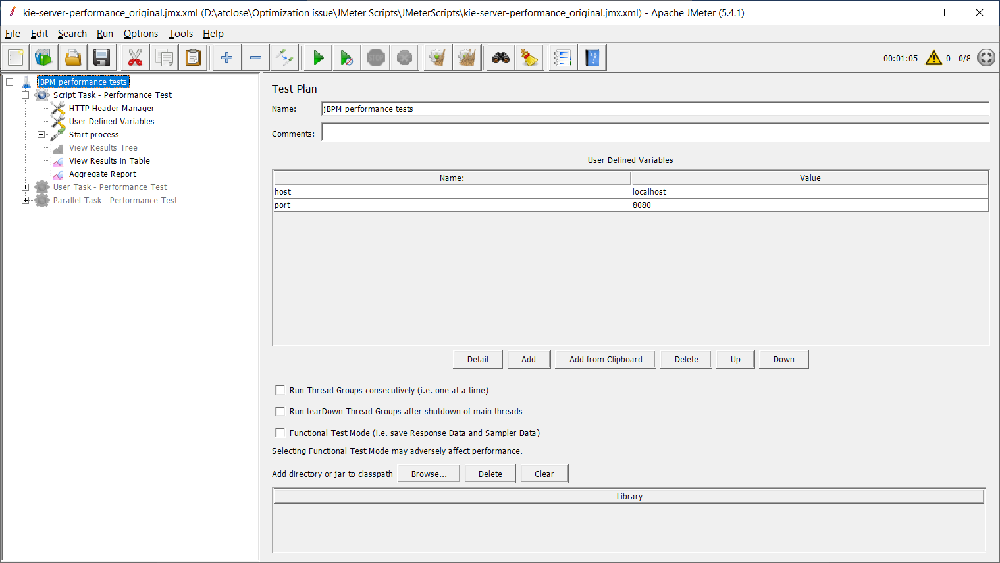 kie-server-performance_original.jmx.xml (D:\atclose\Optimization issue\JMeter Scripts\JMeterScripts\kie-server-performance_original.jmx.xml) - Apache JMeter (5.4.1)
File Edit Search Run Options Tools Help
STOP
00:01:05 0 0/8
jBPM performance tests
Script Task - Performance Test
HTTP Header Manager
User Defined Variables
Start process
View Results Tree
View Results in Table
Aggregate Report
User Task - Performance Test
Parallel Task - Performance Test
Test Plan
Name: jBPM performance tests
Comments:
User Defined Variables
Name: Value
host localhost
port 8080
Detail Add Add from Clipboard Delete Up Down
Run Thread Groups consecutively (i.e. one at a time)
Run tearDown Thread Groups after shutdown of main threads
Functional Test Mode (i.e. save Response Data and Sampler Data)
Selecting Functional Test Mode may adversely affect performance.
Add directory or jar to classpath Browse... Delete Clear
Library